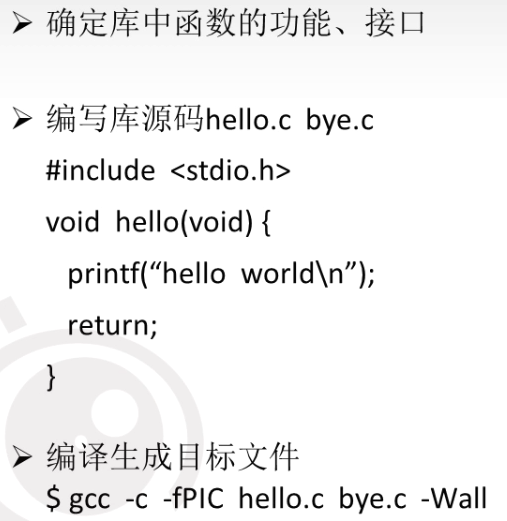 ➢ 确定库中函数的功能、接口
➢ 编写库源码hello.c bye.c
#include <stdio.h>
void hello(void) {
printf(“hello world\n”);
return;
}
➢ 编译生成目标文件
$ gcc -c -fPIC hello.c bye.c -Wall